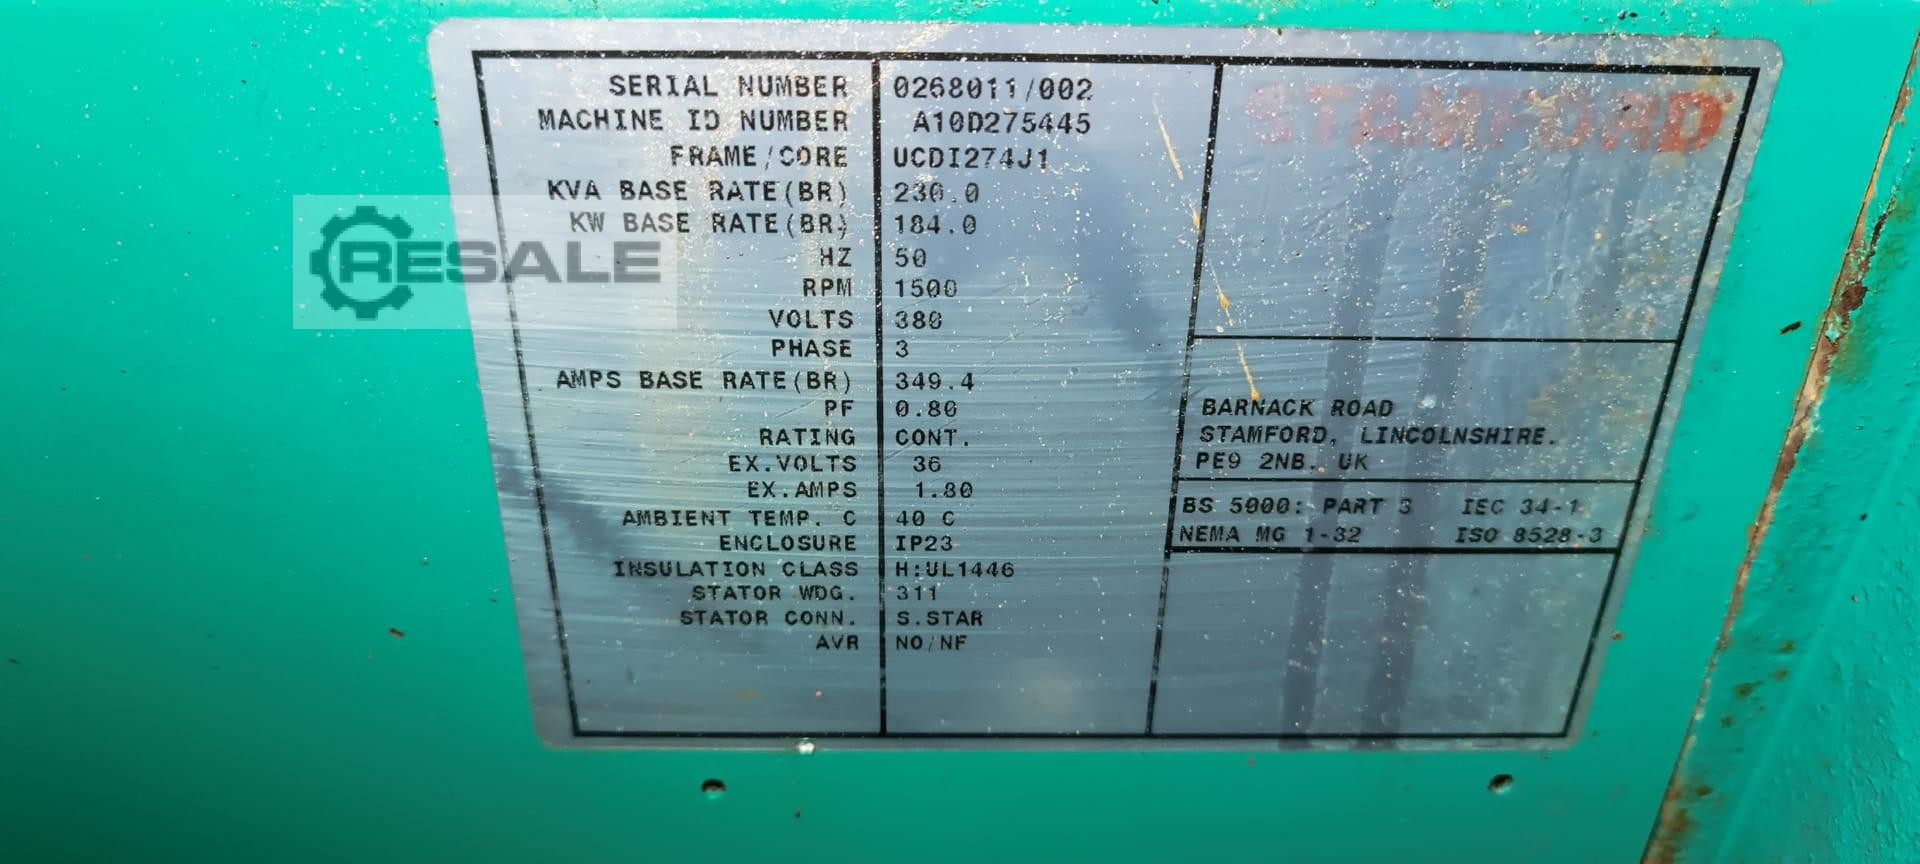 STAMFORD
SERIAL NUMBER 0268011/002
MACHINE ID NUMBER A10D275445
FRAME/CORE UCDI274J1
KVA BASE RATE(BR) 230.0
KW BASE RATE(BR) 184.0
HZ 50
RPM 1500
VOLTS 380
PHASE 3
AMPS BASE RATE(BR) 349.4
PF 0.80
RATING CONT.
EX.VOLTS 36
EX.AMPS 1.80
AMBIENT TEMP. C 40 C
ENCLOSURE IP23
INSULATION CLASS H:UL1446
STATOR WDG. 311
STATOR CONN. S.STAR
AVR NO/NF
BARNACK ROAD
STAMFORD, LINCOLNSHIRE.
PE9 2NB, UK
BS 5000: PART 3 IEC 34-1
NEMA MG 1-32 ISO 8528-3
RESALE